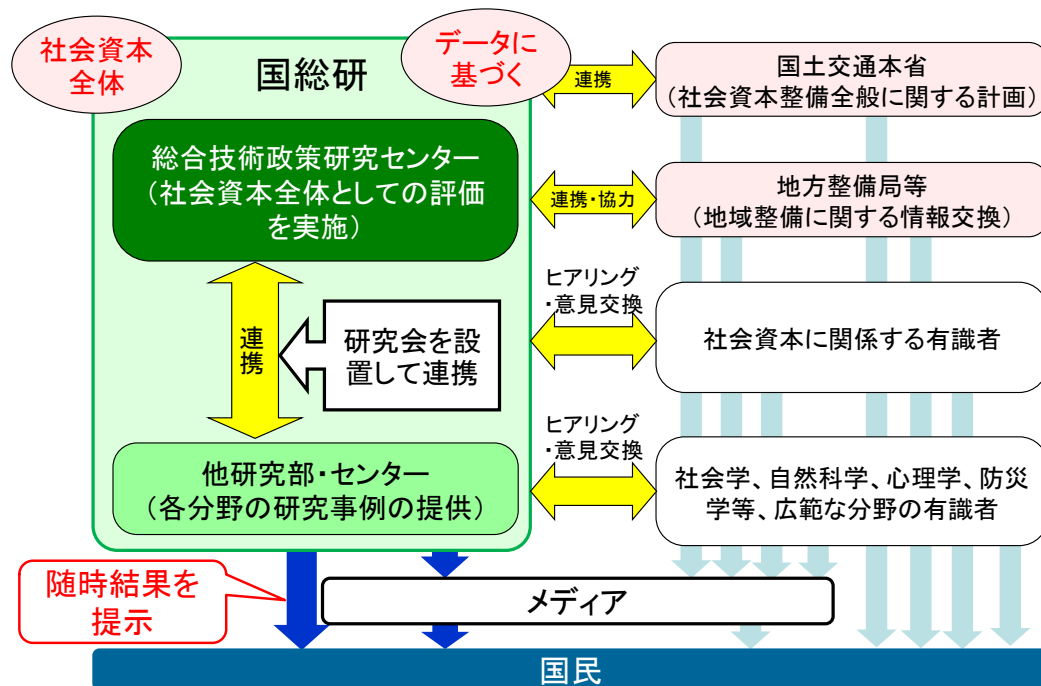 社会資本
全体
国総研
データに
基づく
連携
国土交通本省
（社会資本整備全般に関する計画）
総合技術政策研究センター
（社会資本全体としての評価
を実施）
連携・協力
地方整備局等
（地域整備に関する情報交換）
連携
研究会を設
置して連携
ヒアリング
・意見交換
社会資本に関係する有識者
他研究部・センター
（各分野の研究事例の提供）
ヒアリング
・意見交換
社会学、自然科学、心理学、防災
学等、広範な分野の有識者
随時結果を
提示
メディア
国民